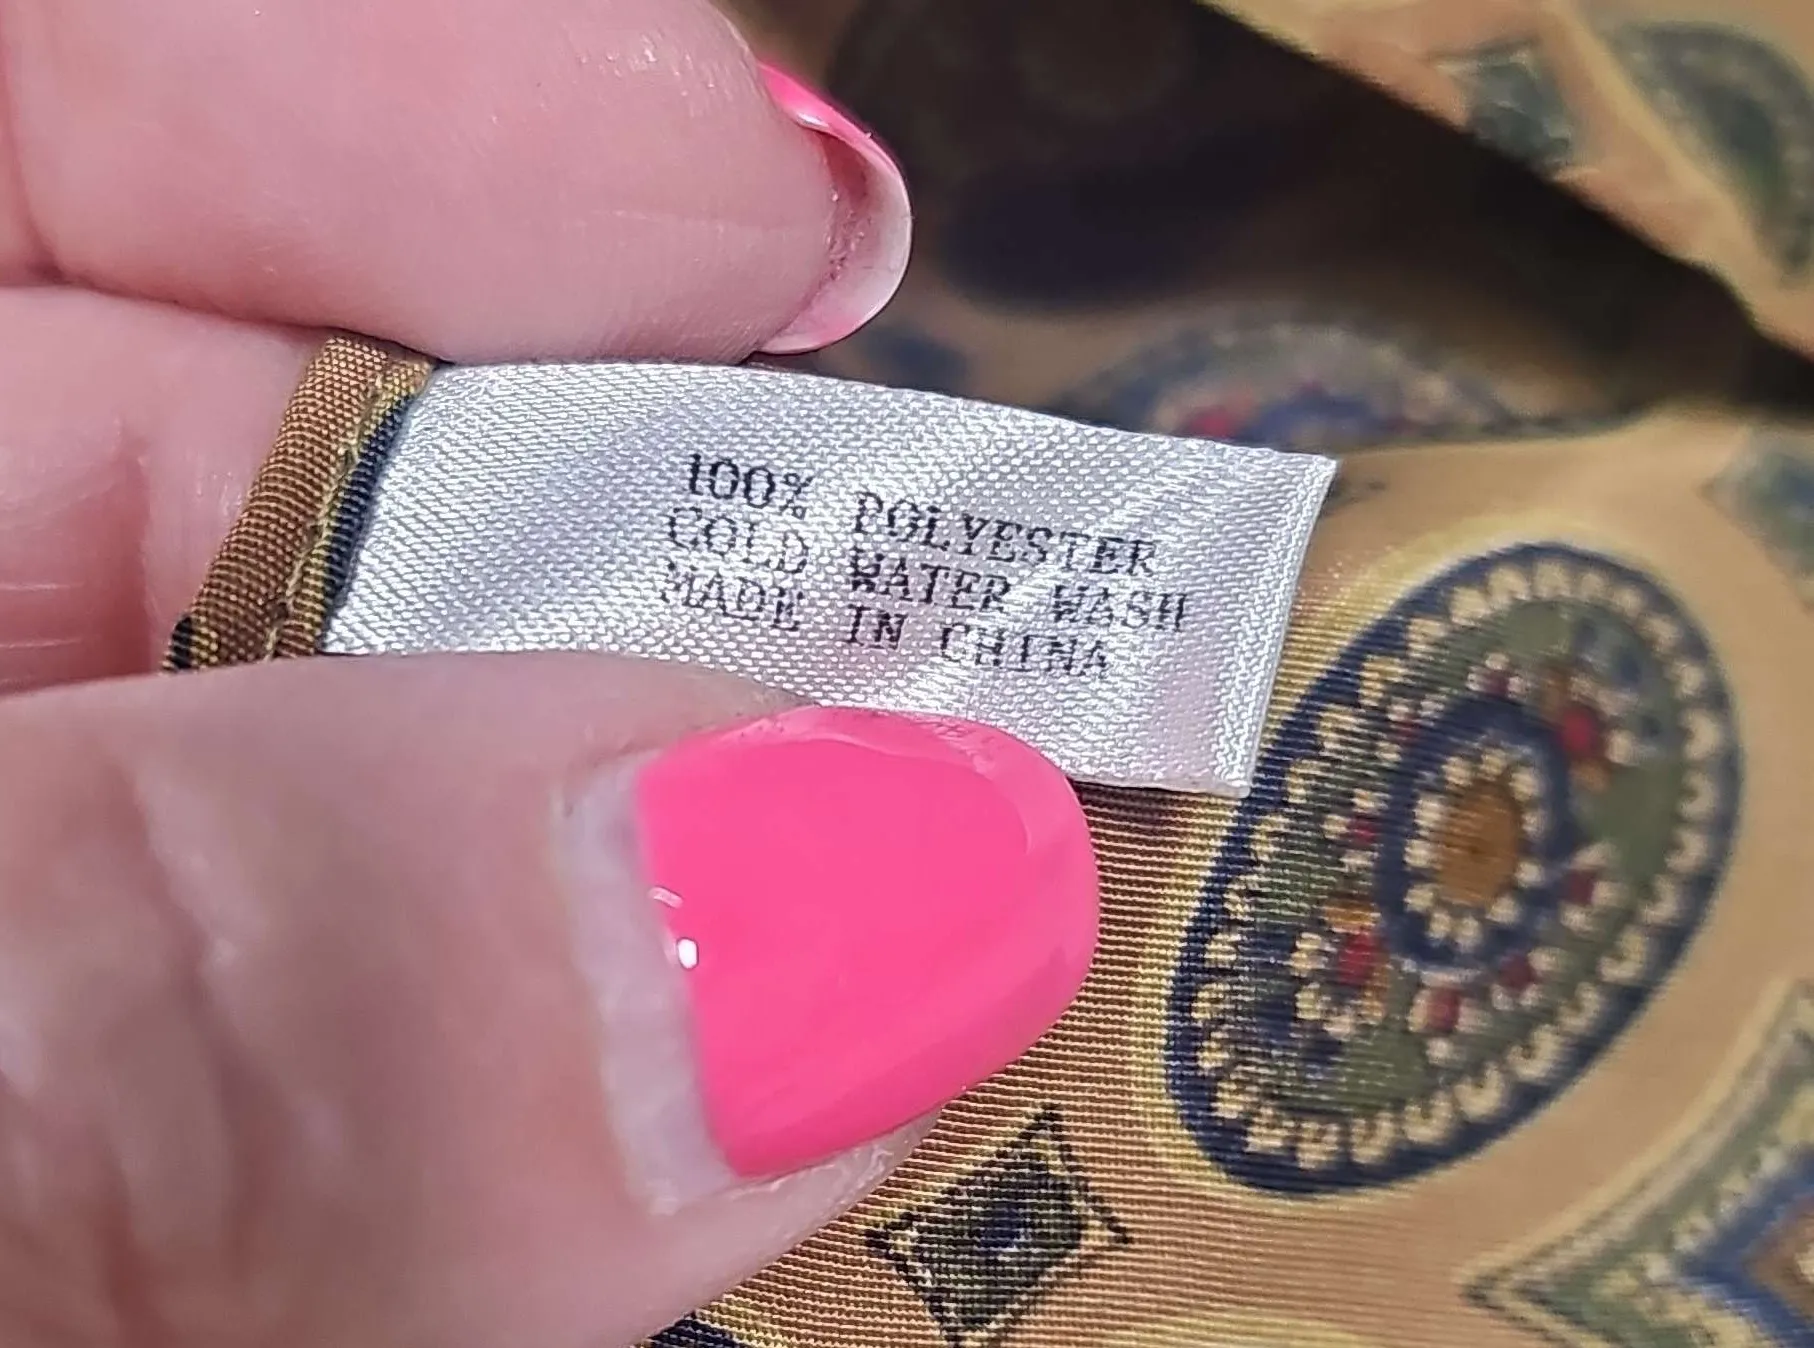 100% POLYESTER
COLD WATER WASH
MADE IN CHINA